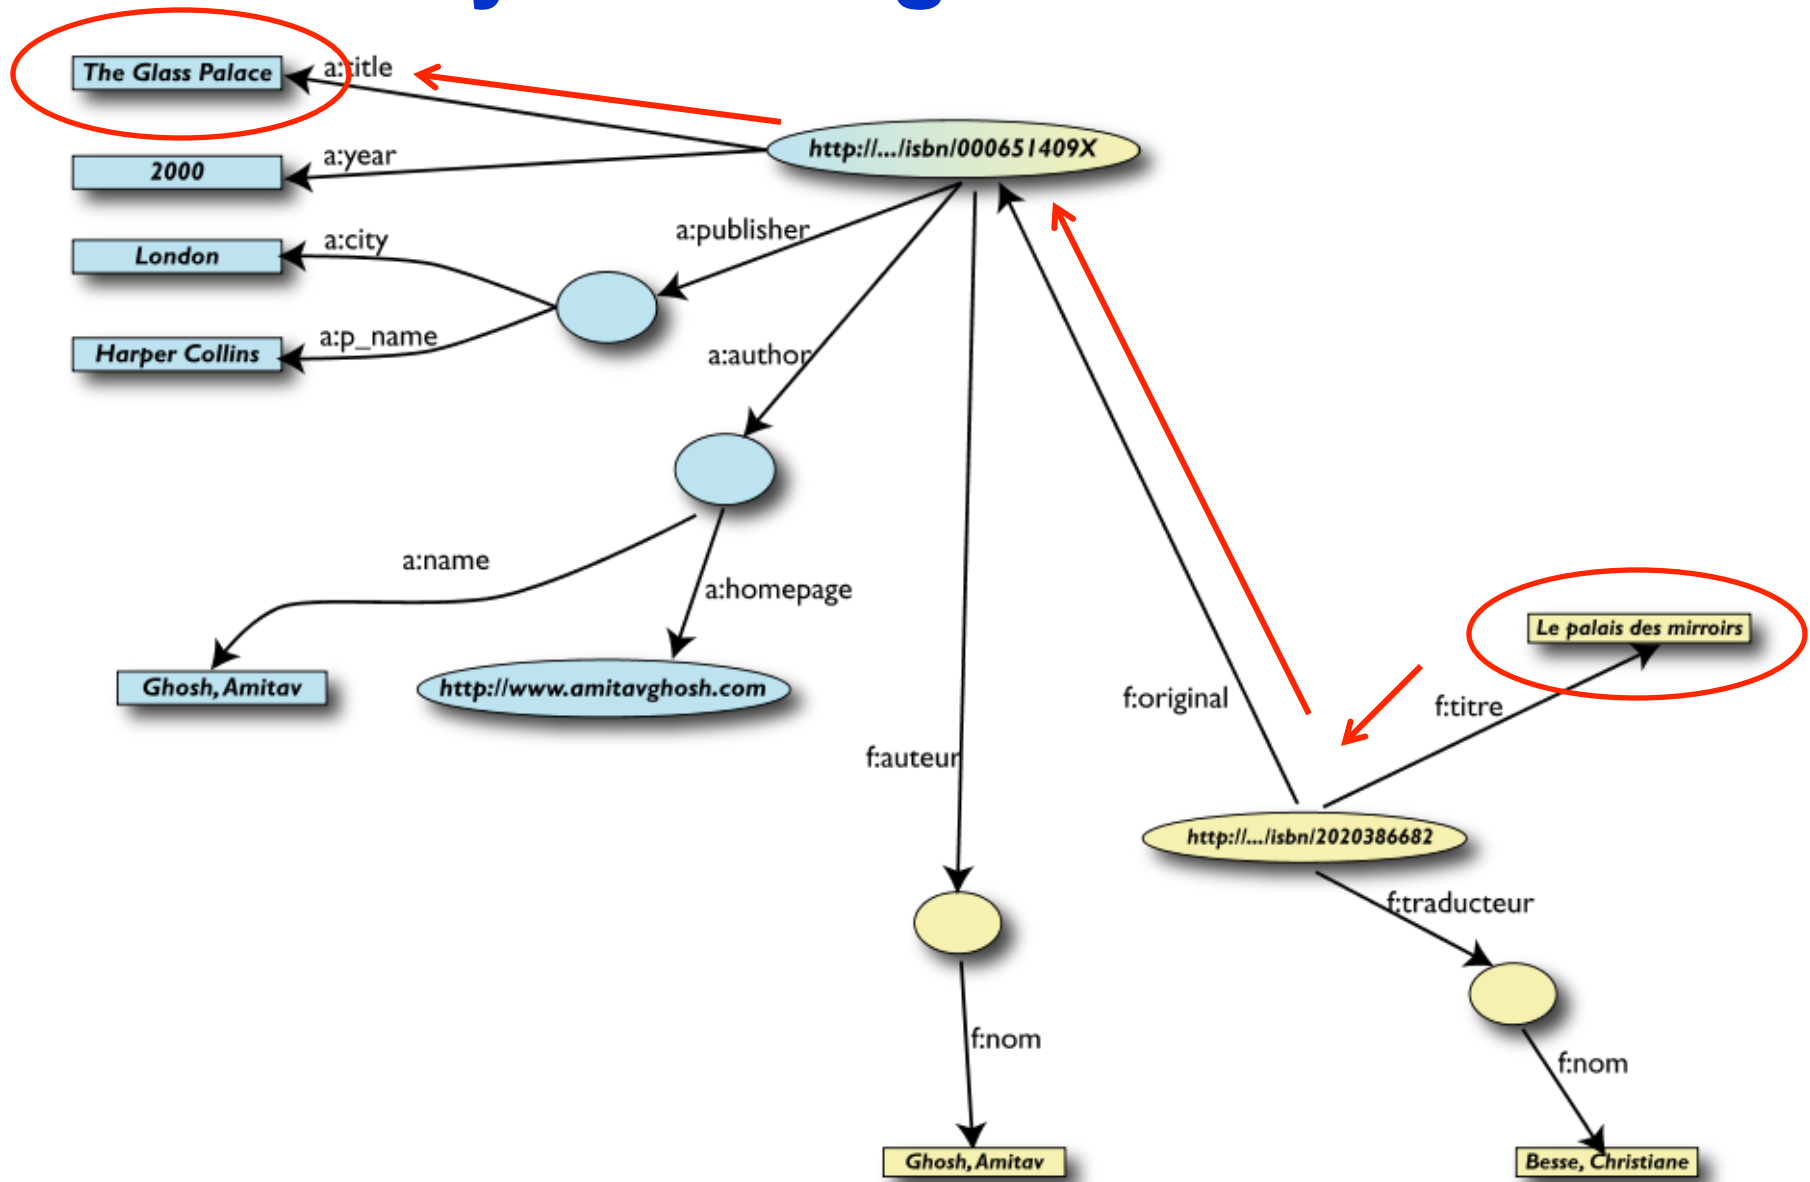 The Glass Palace
a:title
http://.../isbn/000651409X
2000
a:year
London
a:city
a:publisher
Harper Collins
a:p_name
a:author
a:name
a:homepage
Le palais des mirroirs
Ghosh, Amitav
http://www.amitavghosh.com
f:original
f:titre
f:auteur
http://.../isbn/2020386682
f:traducteur
f:nom
f:nom
Ghosh, Amitav
Besse, Christiane